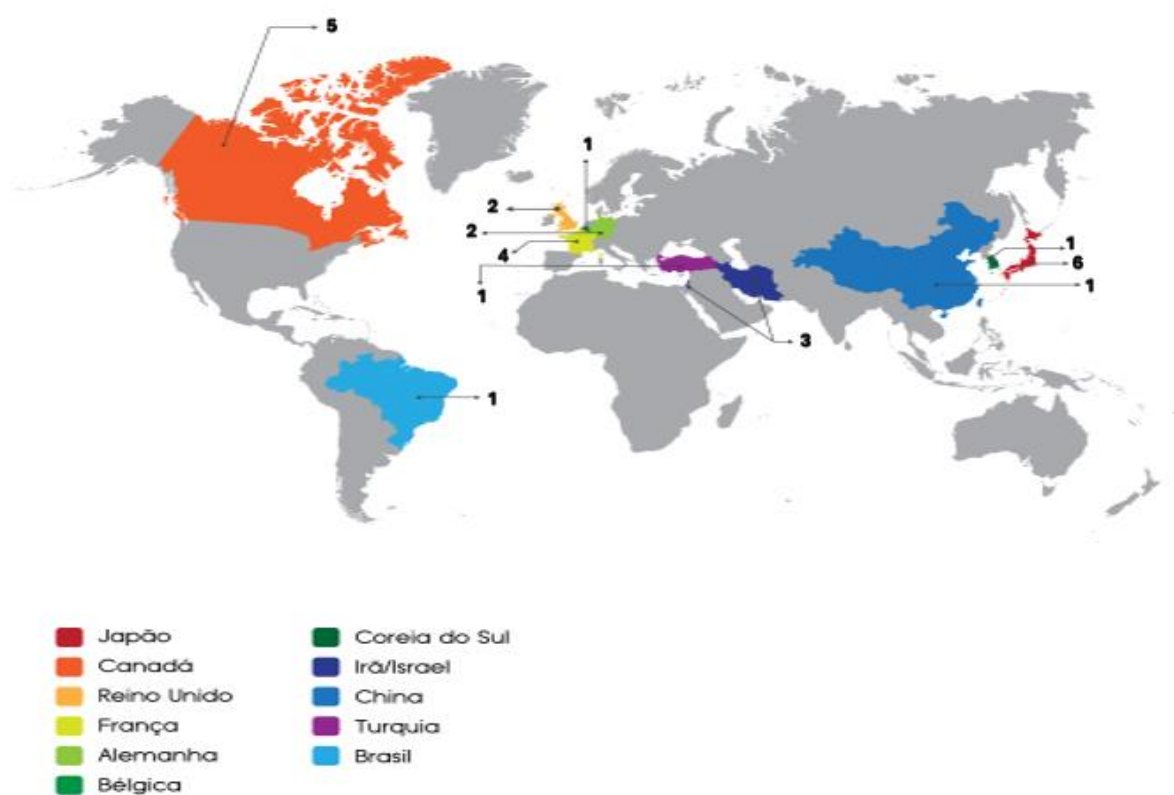 5
1
2
2
4
1
1
6
1
3
1
Japão
Canadá
Reino Unido
França
Alemanha
Bélgica
Coreia do Sul
Irã/Israel
China
Turquia
Brasil